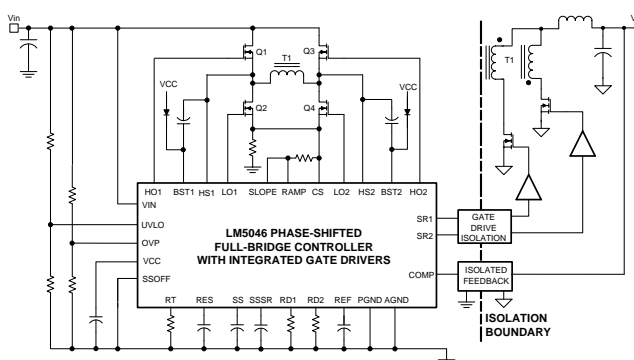 Vin
V
Q1
Q3
T1
VCC
Q2
Q4
VCC
T1
HO1
BST1
HS1
LO1
SLOPE
RAMP
CS
LO2
HS2
BST2
HO2
VIN
UVLO
OVP
VCC
SSOFF
LM5046 PHASE-SHIFTED
FULL-BRIDGE CONTROLLER
WITH INTEGRATED GATE DRIVERS
SR1
SR2
COMP
GATE
DRIVE
ISOLATION
ISOLATED
FEEDBACK
RT
RES
SS
SSSR
RD1
RD2
REF
PGND
AGND
ISOLATION
BOUNDARY